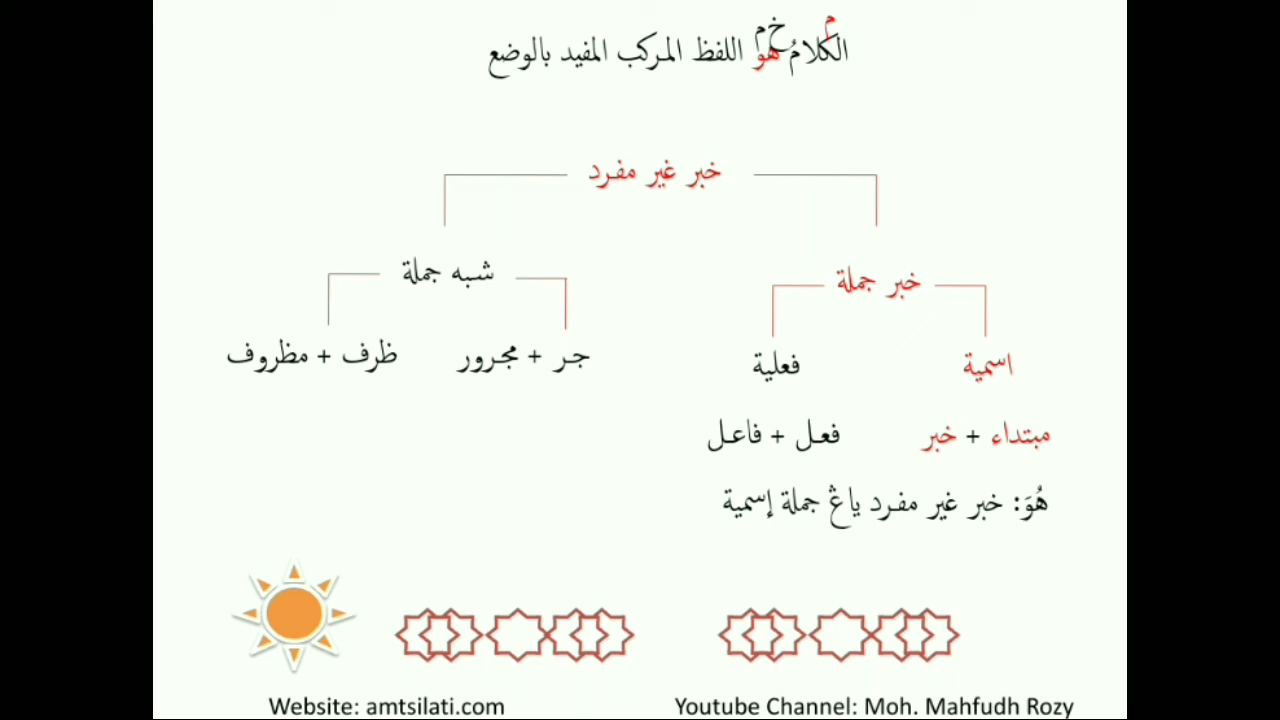 م خ م
الكلامُ هو اللفظ المركب المفيد بالوضع
خبر غير مفرد
خبر جملة شبه جملة
اسمية فعلية جر + مجرور ظرف + مظروف
مبتداء + خبر فعل + فاعل
هُوَ: خبر غير مفرد ياڠ جملة إسمية
Website: amtsilati.com Youtube Channel: Moh. Mahfudh Rozy